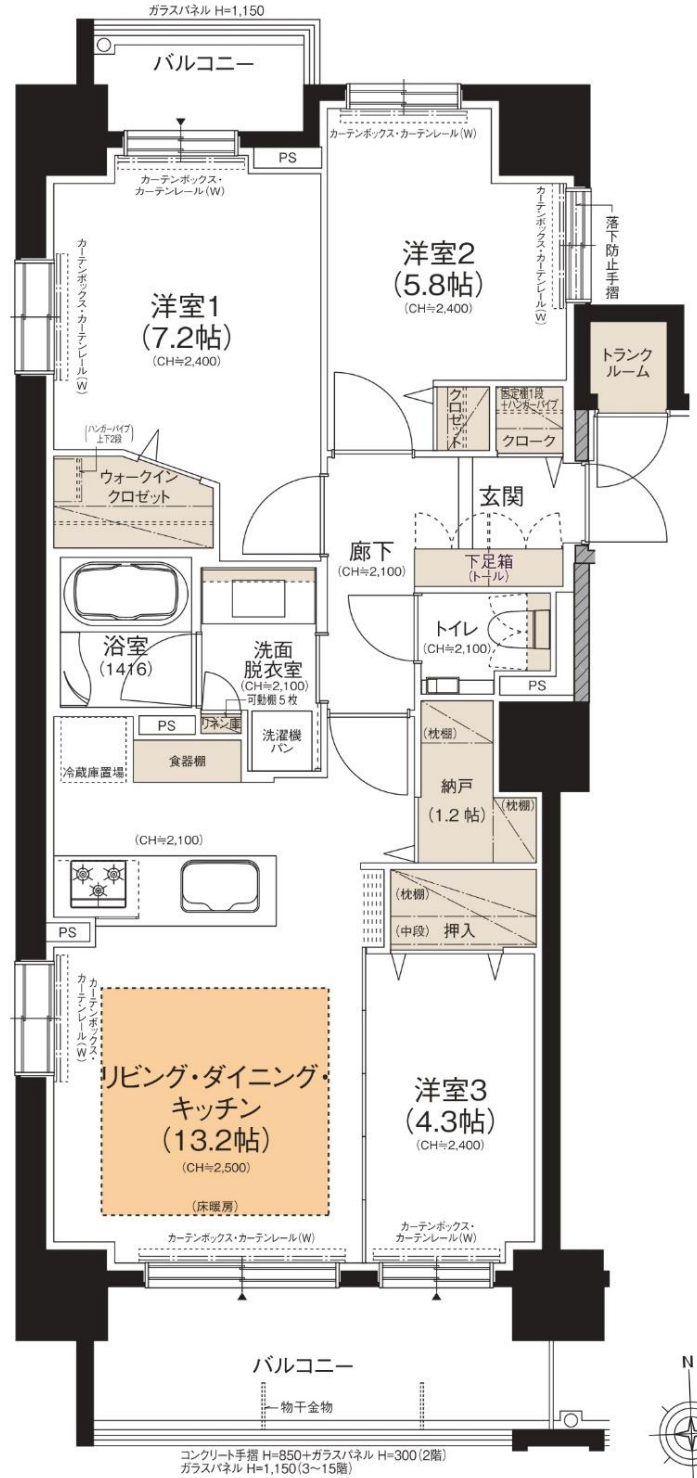 ガラスパネル H=1,150
バルコニー
カーテンボックス・カーテンレール(W)
PS
カーテンボックス・
カーテンレール(W)
カーテンボックス・カーテンレール(W)
洋室1
(7.2帖)
(CH≒2,400)
洋室2
(5.8帖)
(CH≒2,400)
カーテンボックス・カーテンレール(W)
落下防止手摺
トランク
ルーム
クロゼット
固定棚1段
+ハンガーパイプ
クローク
ハンガーパイプ
上下2段
ウォークイン
クロゼット
玄関
廊下
(CH≒2,100)
下足箱
(トール)
浴室
(1416)
洗面
脱衣室
(CH≒2,100)
可動棚5枚
リネン庫
トイレ
(CH≒2,100)
PS
PS
洗濯機
パン
冷蔵庫置場
食器棚
(枕棚)
納戸
(1.2 帖)
(枕棚)
(CH≒2,100)
(枕棚)
(中段) 押入
PS
カーテンボックス・
カーテンレール(W)
リビング・ダイニング・
キッチン
(13.2帖)
(CH≒2,500)
(床暖房)
洋室3
(4.3帖)
(CH≒2,400)
カーテンボックス・カーテンレール(W)
カーテンボックス・
カーテンレール(W)
バルコニー
物干金物
N
コンクリート手摺 H=850+ガラスパネル H=300(2階)
ガラスパネル H=1,150(3~15階)